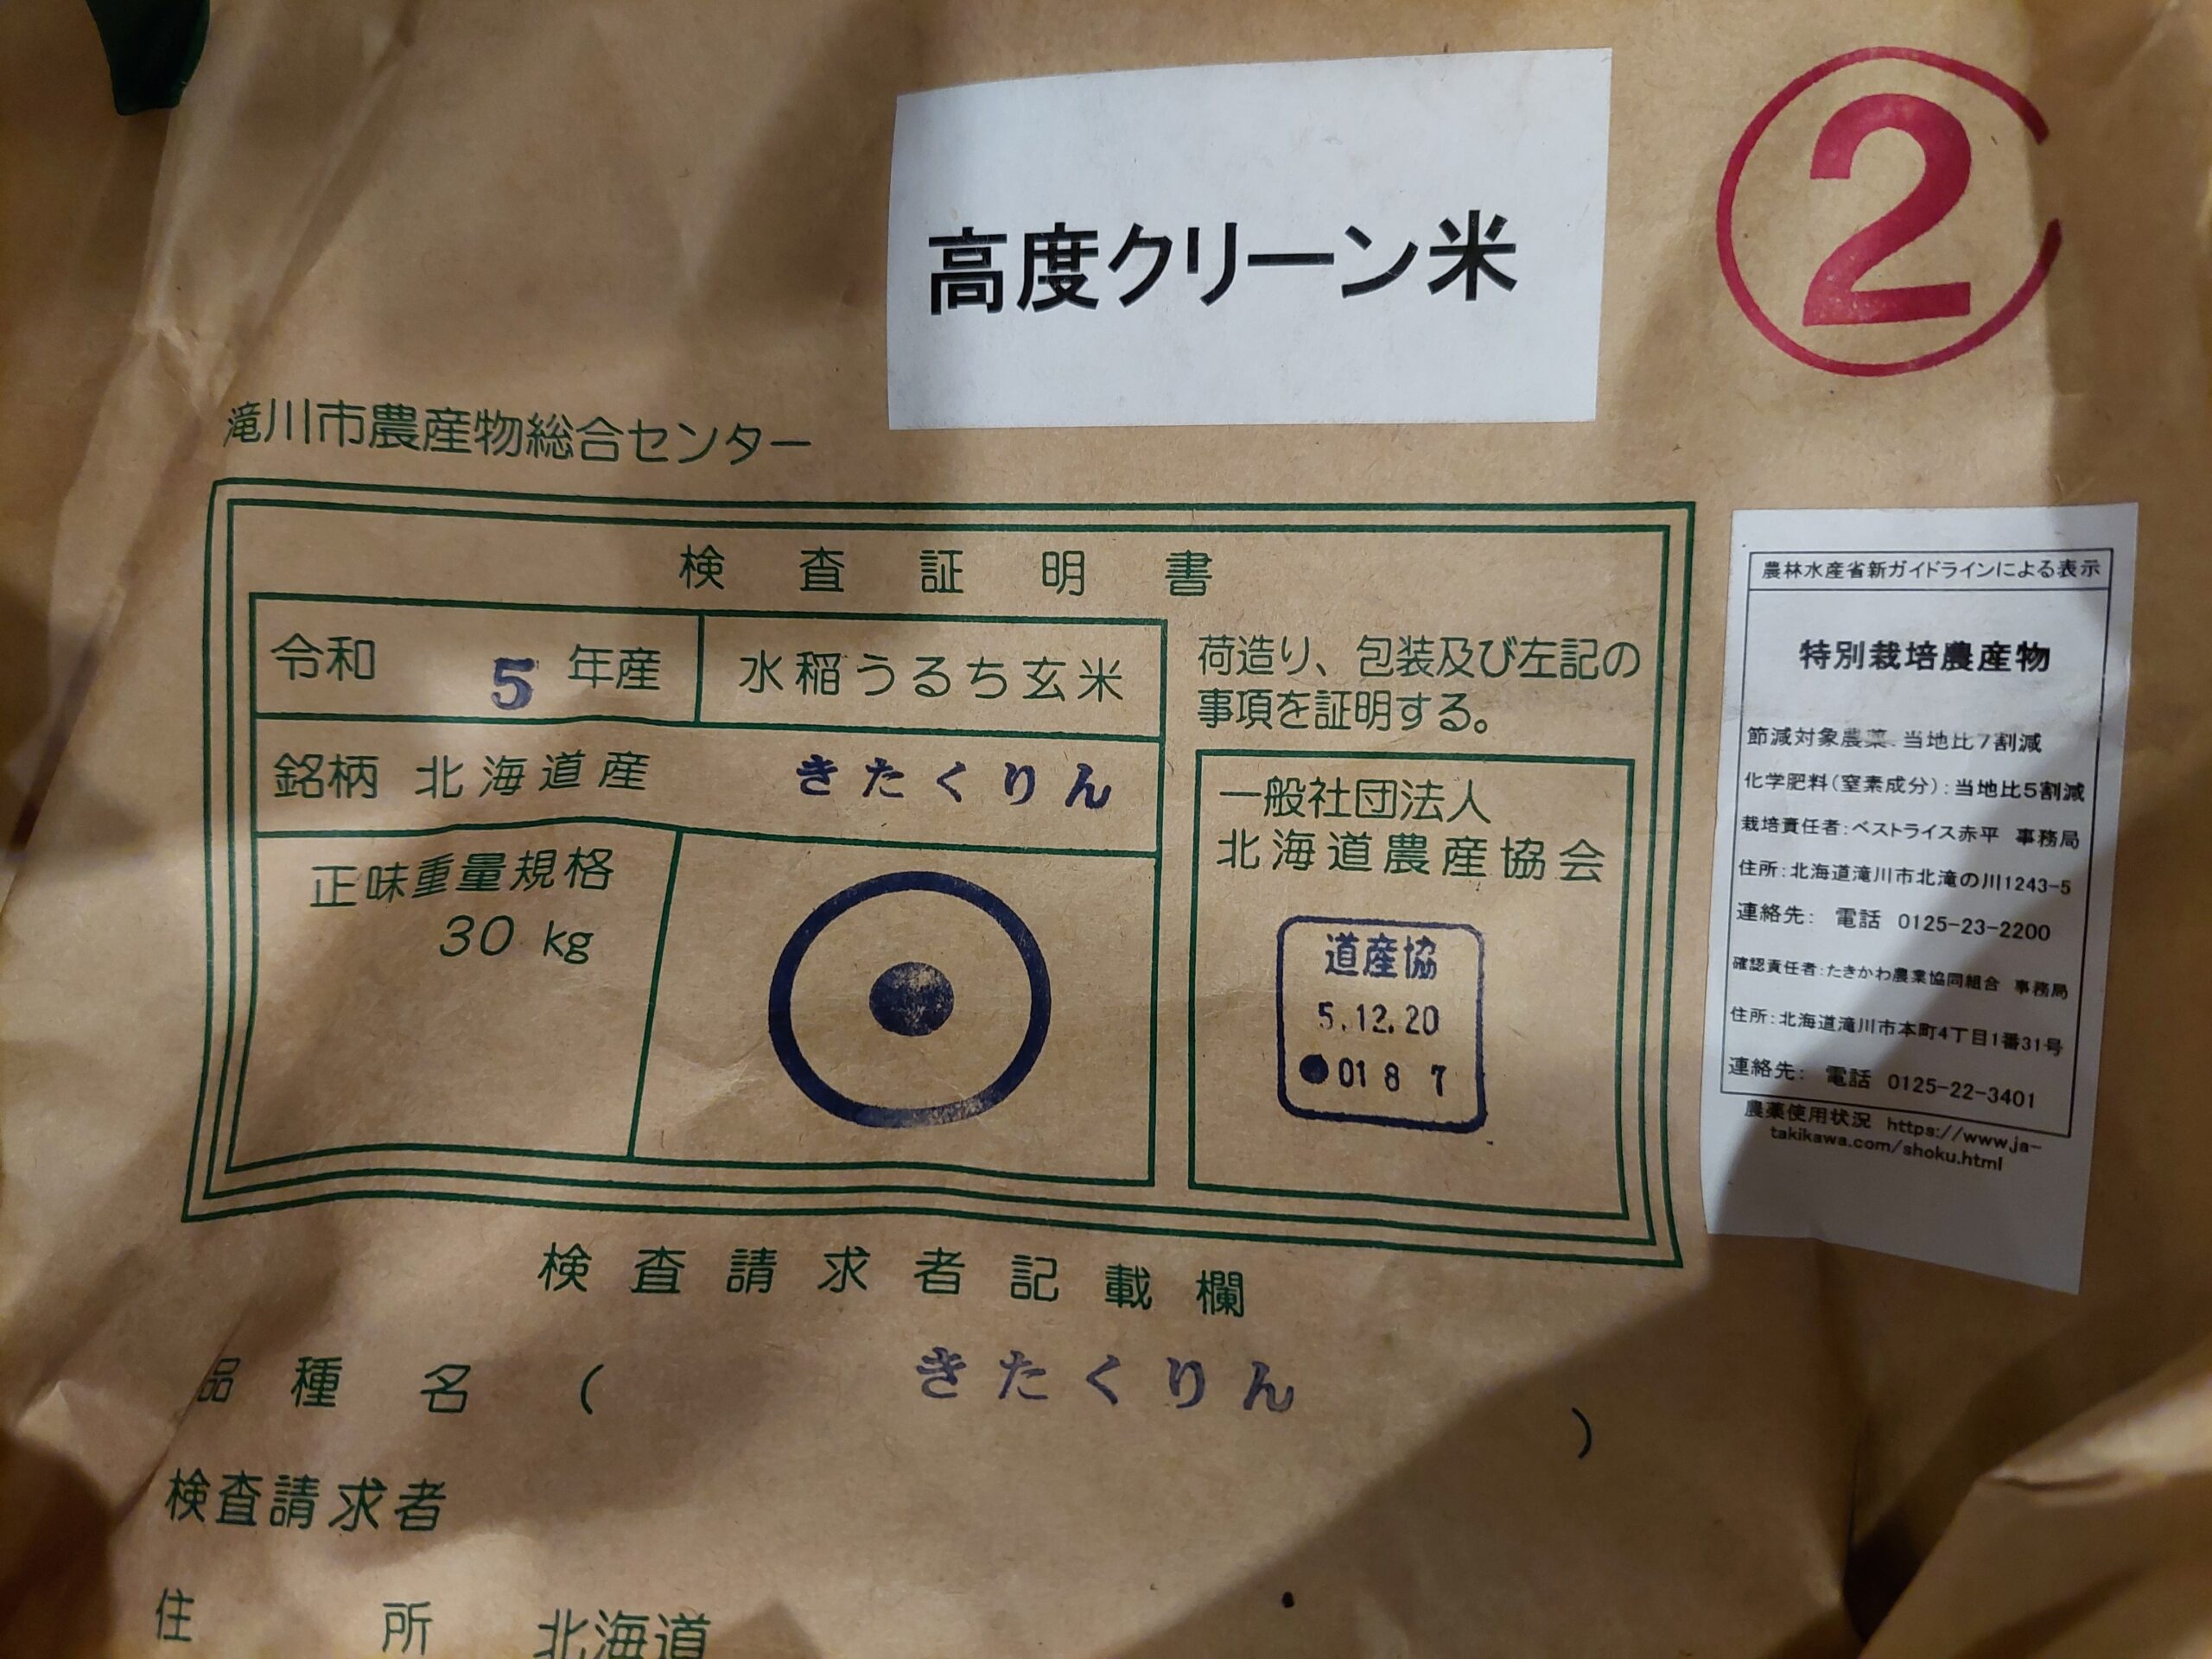 高度クリーン米
2
滝川市農産物総合センター
検査証明書
令和 5 年産 水稲うるち玄米
銘柄 北海道産 きたくりん
正味重量規格
30 kg
荷造り、包装及び左記の
事項を証明する。
一般社団法人
北海道農産協会
道産協
5.12.20
●01 8 7
検査請求者記載欄
品種名 ( きたくりん )
検査請求者
住所 北海道
農林水産省新ガイドラインによる表示
特別栽培農産物
節減対象農薬:当地比7割減
化学肥料(窒素成分):当地比5割減
栽培責任者:ベストライス赤平 事務局
住所:北海道滝川市北滝の川1243-5
連絡先: 電話 0125-23-2200
確認責任者:たきかわ農業協同組合 事務局
住所:北海道滝川市本町4丁目1番31号
連絡先: 電話 0125-22-3401
農薬使用状況 https://www.ja-
takikawa.com/shoku.html